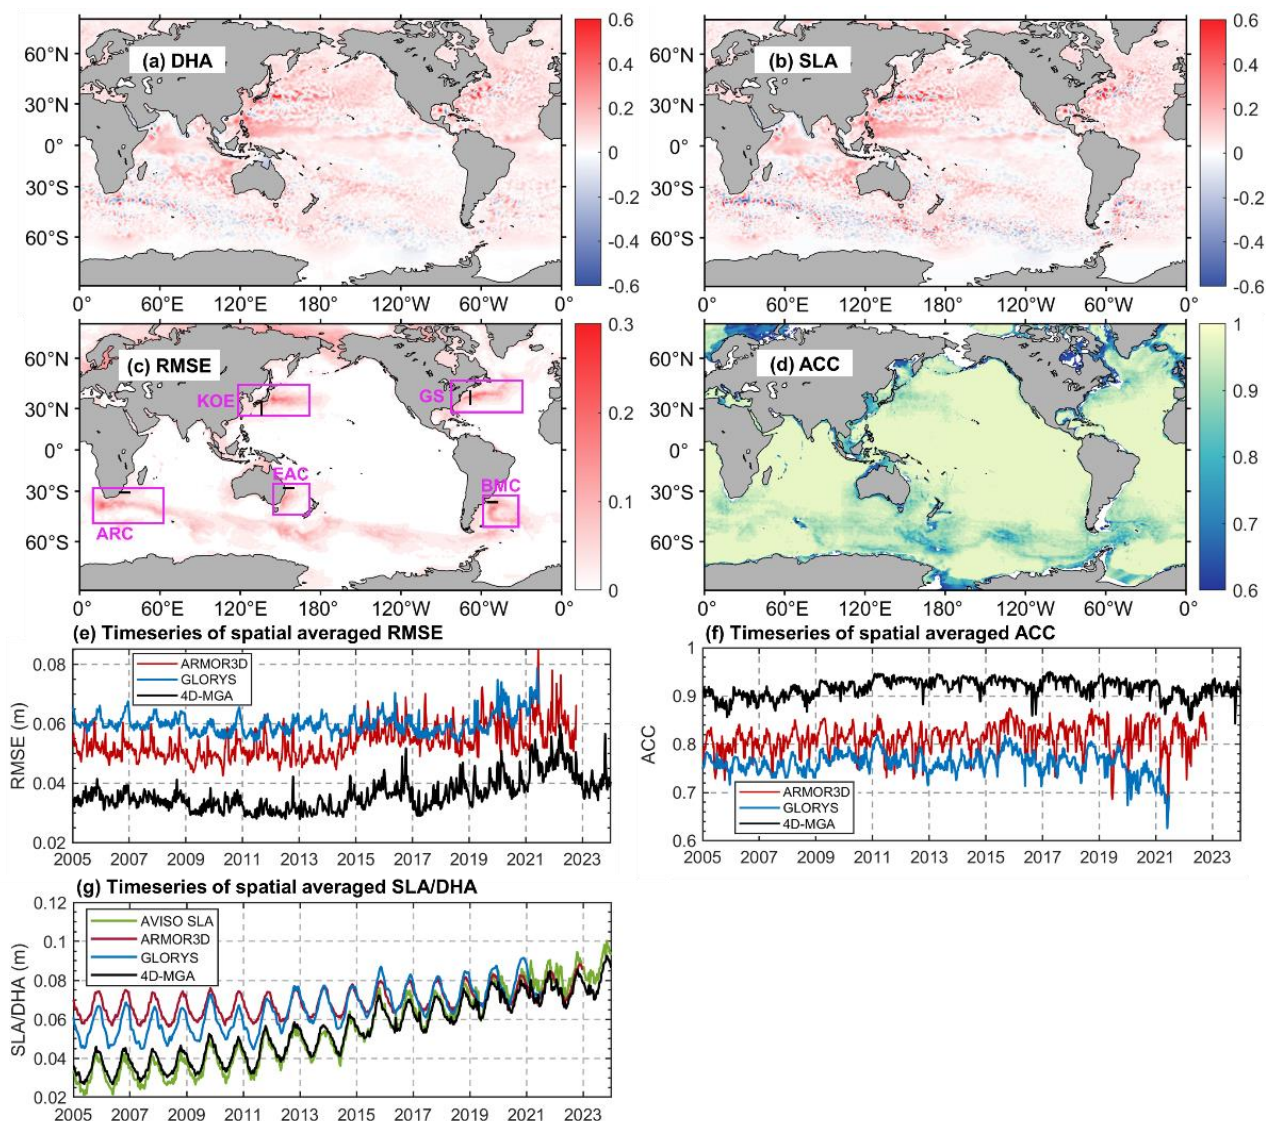 (a) DHA
60°N
30°N
0°
30°S
60°S
0° 60°E 120°E 180° 120°W 60°W 0°
0.6
0.4
0.2
0
-0.2
-0.4
-0.6
(b) SLA
60°N
30°N
0°
30°S
60°S
0° 60°E 120°E 180° 120°W 60°W 0°
0.6
0.4
0.2
0
-0.2
-0.4
-0.6
(c) RMSE
KOE
GS
EAC
BMC
ARC
60°N
30°N
0°
30°S
60°S
0° 60°E 120°E 180° 120°W 60°W 0°
0.3
0.2
0.1
0
(d) ACC
60°N
30°N
0°
30°S
60°S
0° 60°E 120°E 180° 120°W 60°W 0°
1
0.9
0.8
0.7
0.6
(e) Timeseries of spatial averaged RMSE
ARMOR3D
GLORYS
4D-MGA
RMSE (m)
0.08
0.06
0.04
0.02
2005 2007 2009 2011 2013 2015 2017 2019 2021 2023
(f) Timeseries of spatial averaged ACC
ACC
1
0.9
0.8
0.7
0.6
ARMOR3D
GLORYS
4D-MGA
2005 2007 2009 2011 2013 2015 2017 2019 2021 2023
(g) Timeseries of spatial averaged SLA/DHA
AVISO SLA
ARMOR3D
GLORYS
4D-MGA
SLA/DHA (m)
0.12
0.1
0.08
0.06
0.04
0.02
2005 2007 2009 2011 2013 2015 2017 2019 2021 2023